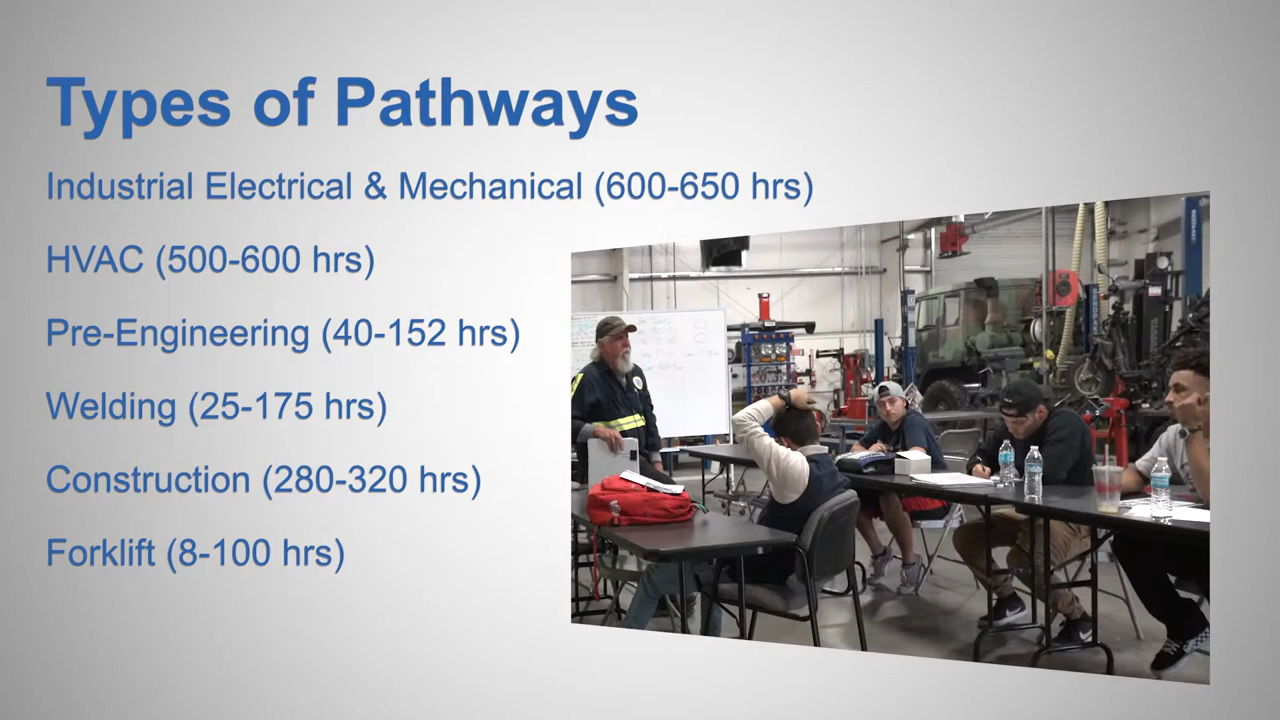 Types of Pathways
Industrial Electrical & Mechanical (600-650 hrs)
HVAC (500-600 hrs)
Pre-Engineering (40-152 hrs)
Welding (25-175 hrs)
Construction (280-320 hrs)
Forklift (8-100 hrs)